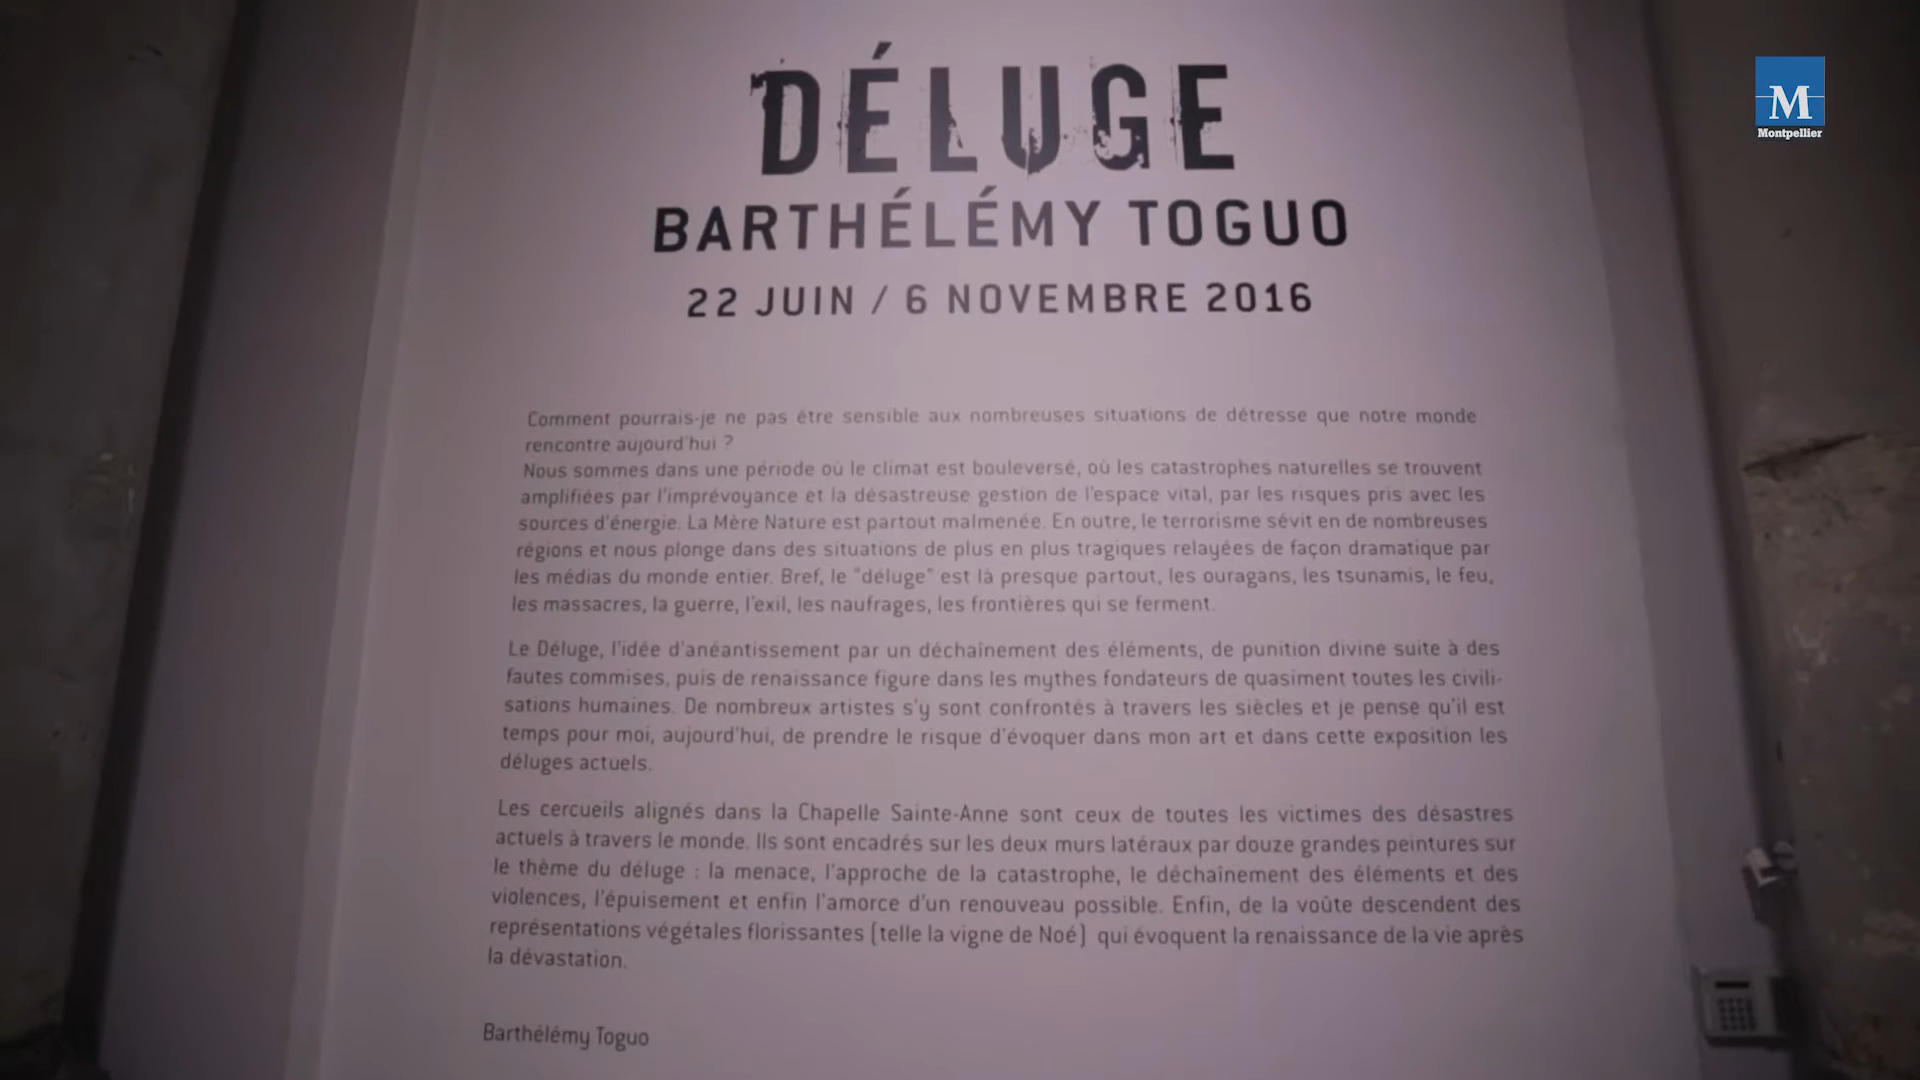 DÉLUGE
BARTHÉLÉMY TOGUO
22 JUIN / 6 NOVEMBRE 2016
M
Montpellier
Comment pourrais-je ne pas être sensible aux nombreuses situations de détresse que notre monde
rencontre aujourd'hui ?
Nous sommes dans une période où le climat est bouleversé, où les catastrophes naturelles se trouvent
amplifiées par l'imprévoyance et la désastreuse gestion de l'espace vital, par les risques pris avec les
sources d'énergie. La Mère Nature est partout malmenée. En outre, le terrorisme sévit en de nombreuses
régions et nous plonge dans des situations de plus en plus tragiques relayées de façon dramatique par
les médias du monde entier. Bref, le "déluge" est là presque partout, les ouragans, les tsunamis, le feu,
les massacres, la guerre, l'exil, les naufrages, les frontières qui se ferment.
Le Déluge, l'idée d'anéantissement par un déchaînement des éléments, de punition divine suite à des
fautes commises, puis de renaissance figure dans les mythes fondateurs de quasiment toutes les civili-
sations humaines. De nombreux artistes s'y sont confrontés à travers les siècles et je pense qu'il est
temps pour moi, aujourd'hui, de prendre le risque d'évoquer dans mon art et dans cette exposition les
déluges actuels.
Les cercueils alignés dans la Chapelle Sainte-Anne sont ceux de toutes les victimes des désastres
actuels à travers le monde. Ils sont encadrés sur les deux murs latéraux par douze grandes peintures sur
le thème du déluge : la menace, l'approche de la catastrophe, le déchaînement des éléments et des
violences, l'épuisement et enfin l'amorce d'un renouveau possible. Enfin, de la voûte descendent des
représentations végétales florissantes (telle la vigne de Noé) qui évoquent la renaissance de la vie après
la dévastation.
Barthélémy Toguo